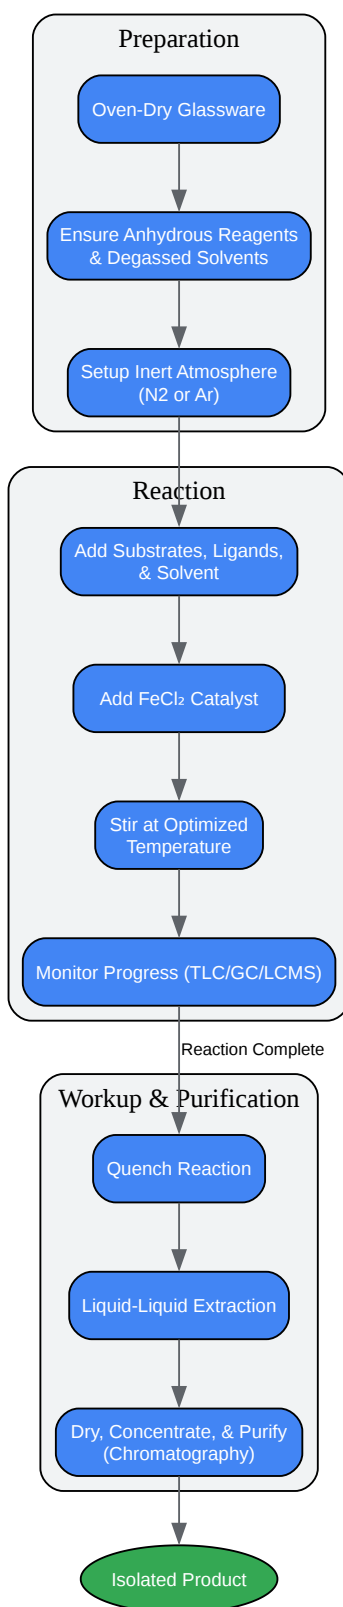 Preparation
Oven-Dry Glassware
Ensure Anhydrous Reagents
& Degassed Solvents
Setup Inert Atmosphere
(N2 or Ar)
Reaction
Add Substrates, Ligands,
& Solvent
Add FeCl₂ Catalyst
Stir at Optimized
Temperature
Monitor Progress (TLC/GC/LCMS)
Reaction Complete
Workup & Purification
Quench Reaction
Liquid-Liquid Extraction
Dry, Concentrate, & Purify
(Chromatography)
Isolated Product